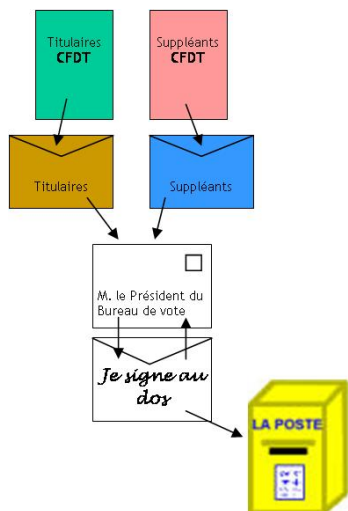 Titulaires
CFDT
Suppléants
CFDT
Titulaires
Suppléants
M. le Président du
Bureau de vote
Je signe au
dos
LA POSTE